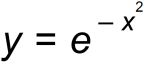 y = e^{-x^2}